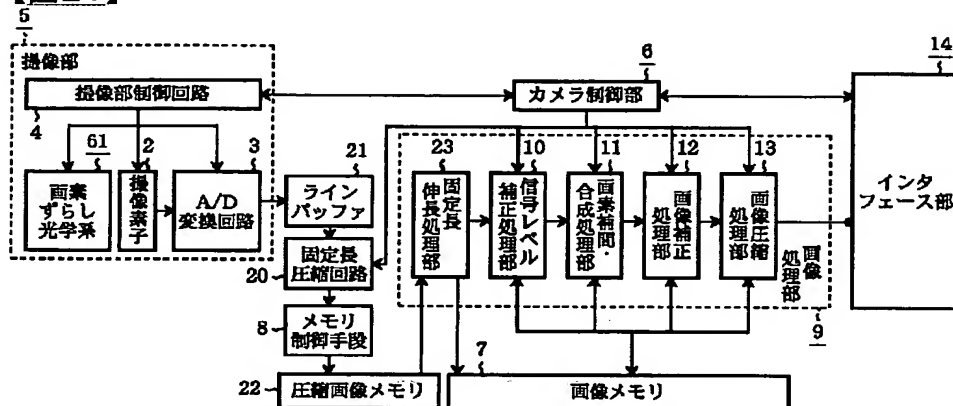 5
撮像部
撮像部制御回路
4
61
2
3
画素
ずらし
光学系
撮像素子
A/D
変換回路
6
カメラ制御部
14
インタ
フェース部
21
ライン
バッファ
固定長
圧縮回路
20
8
メモリ
制御手段
22
圧縮画像メモリ
23
固定長
伸長処理部
10
信号レベル
補正処理部
11
画素補間・
合成処理部
12
画像補正
処理部
13
画像圧縮
処理部
画像
処理部
9
7
画像メモリ